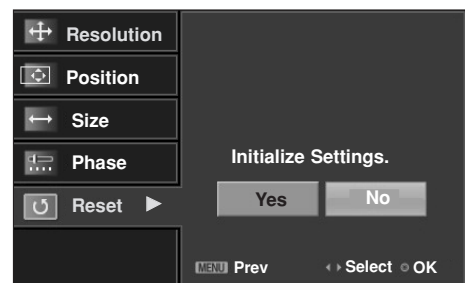 Resolution
Position
Size
Phase
Reset
Initialize Settings.
Yes No
MENU Prev Select OK